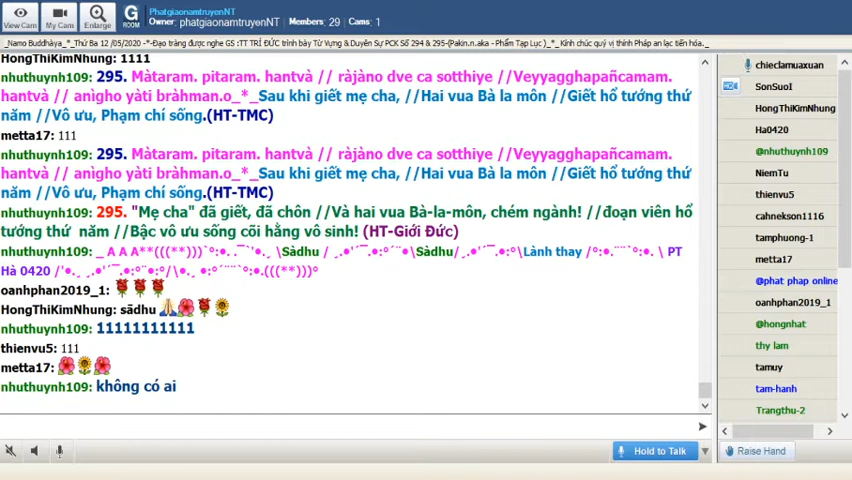 View Cam
My Cam
Enlarge
G
ROOM
PhatgiaonamtruyenNT
Owner: phatgiaonamtruyenNT Members: 29 Cams: 1
_Namo Buddhàya_*_Thứ Ba 12 /05/2020 -*-Đạo tràng được nghe GS :TT TRÍ ĐỨC trình bày Từ Vựng &Duyên Sự PCK Số 294 & 295-(Pakin.n.aka - Phẩm Tạp Lục )_*_ Kính chúc quý vị thính Pháp an lạc tiến hóa._
HongThiKimNhung: 1111
nhuthuynh109: 295. Màtaram. pitaram. hantvà // ràjàno dve ca sotthiye //Veyyagghapañcamam.
hantvà // anìgho yàti bràhman.o_*_Sau khi giết mẹ cha, //Hai vua Bà la môn, //Giết hổ tướng thứ
năm //Vô ưu, Phạm chí sống.(HT-TMC)
metta17: 111
nhuthuynh109: 295. Màtaram. pitaram. hantvà // ràjàno dve ca sotthiye //Veyyagghapañcamam.
hantvà // anìgho yàti bràhman.o_*_Sau khi giết mẹ cha, //Hai vua Bà la môn, //Giết hổ tướng thứ
năm //Vô ưu, Phạm chí sống.(HT-TMC)
nhuthuynh109: 295. "Mẹ cha" đã giết, đã chôn //Và hai vua Bà-la-môn, chém ngành! //đoạn viên hổ
tướng thứ năm //Bậc vô ưu sống cõi hằng vô sinh! (HT-Giới Đức)
nhuthuynh109: _ A A A**(((**)))`°:•. .¯`'•.¸ \Sàdhu / ¸.•'´¯.•:°´¨•\Sàdhu/¸.•'´¯.•:°\Lành thay /°:•.¨¨`°:•. \ PT
Hà 0420 /'•.¸ ¸.•'´¯.•:°¨•:°/\•.¸ •:°´¨¨`°:•.(((**)))°
oanhphan2019_1:
HongThiKimNhung: sādhu
nhuthuynh109: 11111111111
thienvu5: 111
metta17:
nhuthuynh109: không có ai
chieclamuaxuan
SonSuoI
HongThiKimNhung
Ha0420
@nhuthuynh109
NiemTu
thienvu5
cahnekson1116
tamphuong-1
metta17
@phat phap online
oanhphan2019_1
@hongnhat
thy lam
tamuy
tam-hanh
Trangthu-2
Hold to Talk
Raise Hand